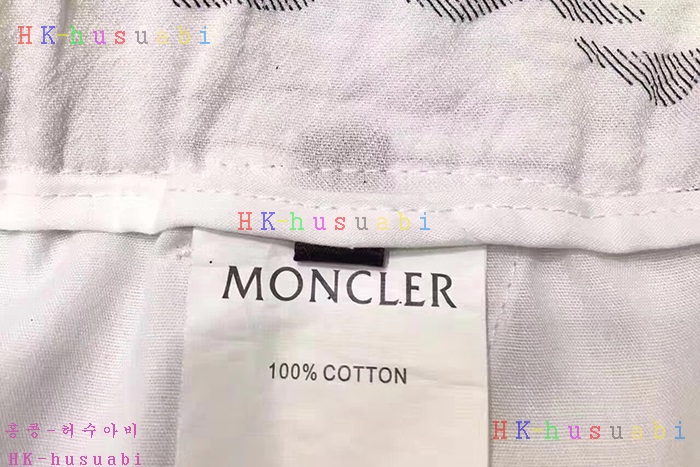 HK-husuabi
HK-husuabi
MONCLER
100% COTTON
홍콩-허수아비
HK-husuabi
HK-husuabi